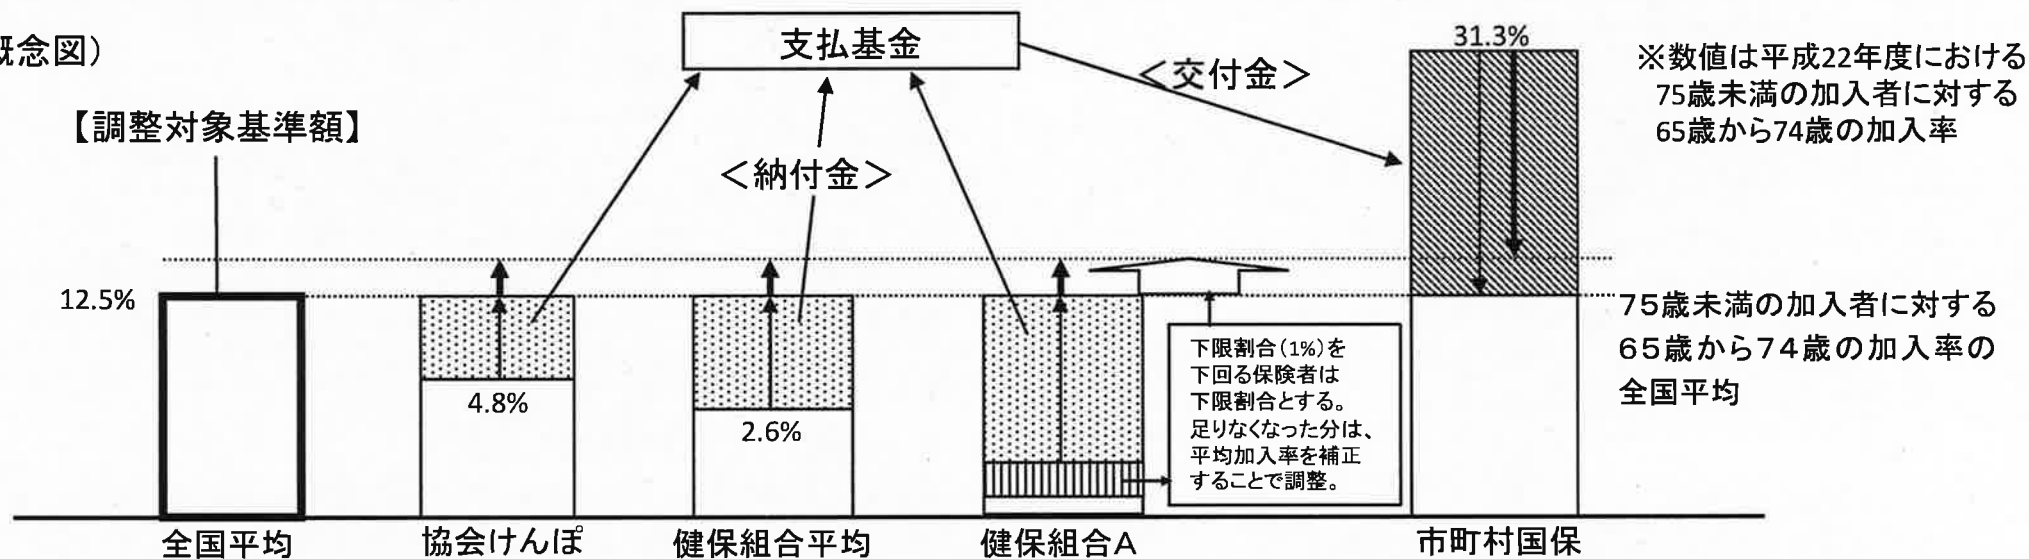 概念図）
支払基金
31.3%
※数値は平成22年度における
75歳未満の加入者に対する
65歳から74歳の加入率
＜交付金＞
【調整対象基準額】
＜納付金＞
12.5%
75歳未満の加入者に対する
６５歳から７４歳の加入率の
全国平均
下限割合（1%）を
下回る保険者は
下限割合とする。
足りなくなった分は、
平均加入率を補正
することで調整。
4.8%
2.6%
全国平均
協会けんぽ
健保組合平均
健保組合A
市町村国保